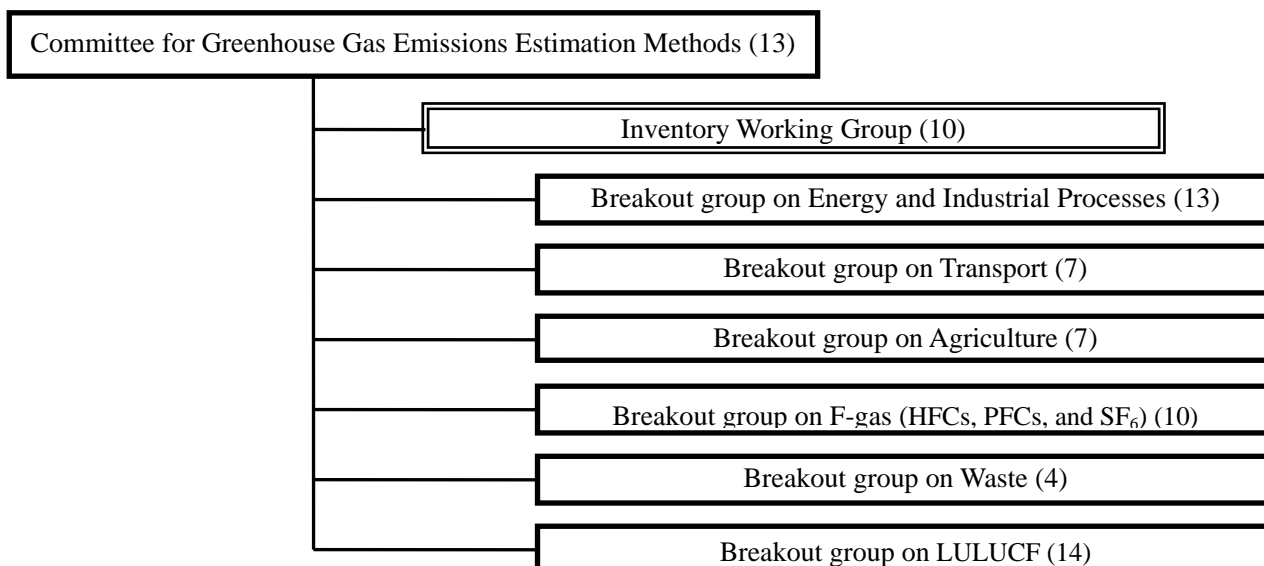 Committee for Greenhouse Gas Emissions Estimation Methods (13)
Inventory Working Group (10)
Breakout group on Energy and Industrial Processes (13)
Breakout group on Transport (7)
Breakout group on Agriculture (7)
Breakout group on F-gas (HFCs, PFCs, and SF₆) (10)
Breakout group on Waste (4)
Breakout group on LULUCF (14)